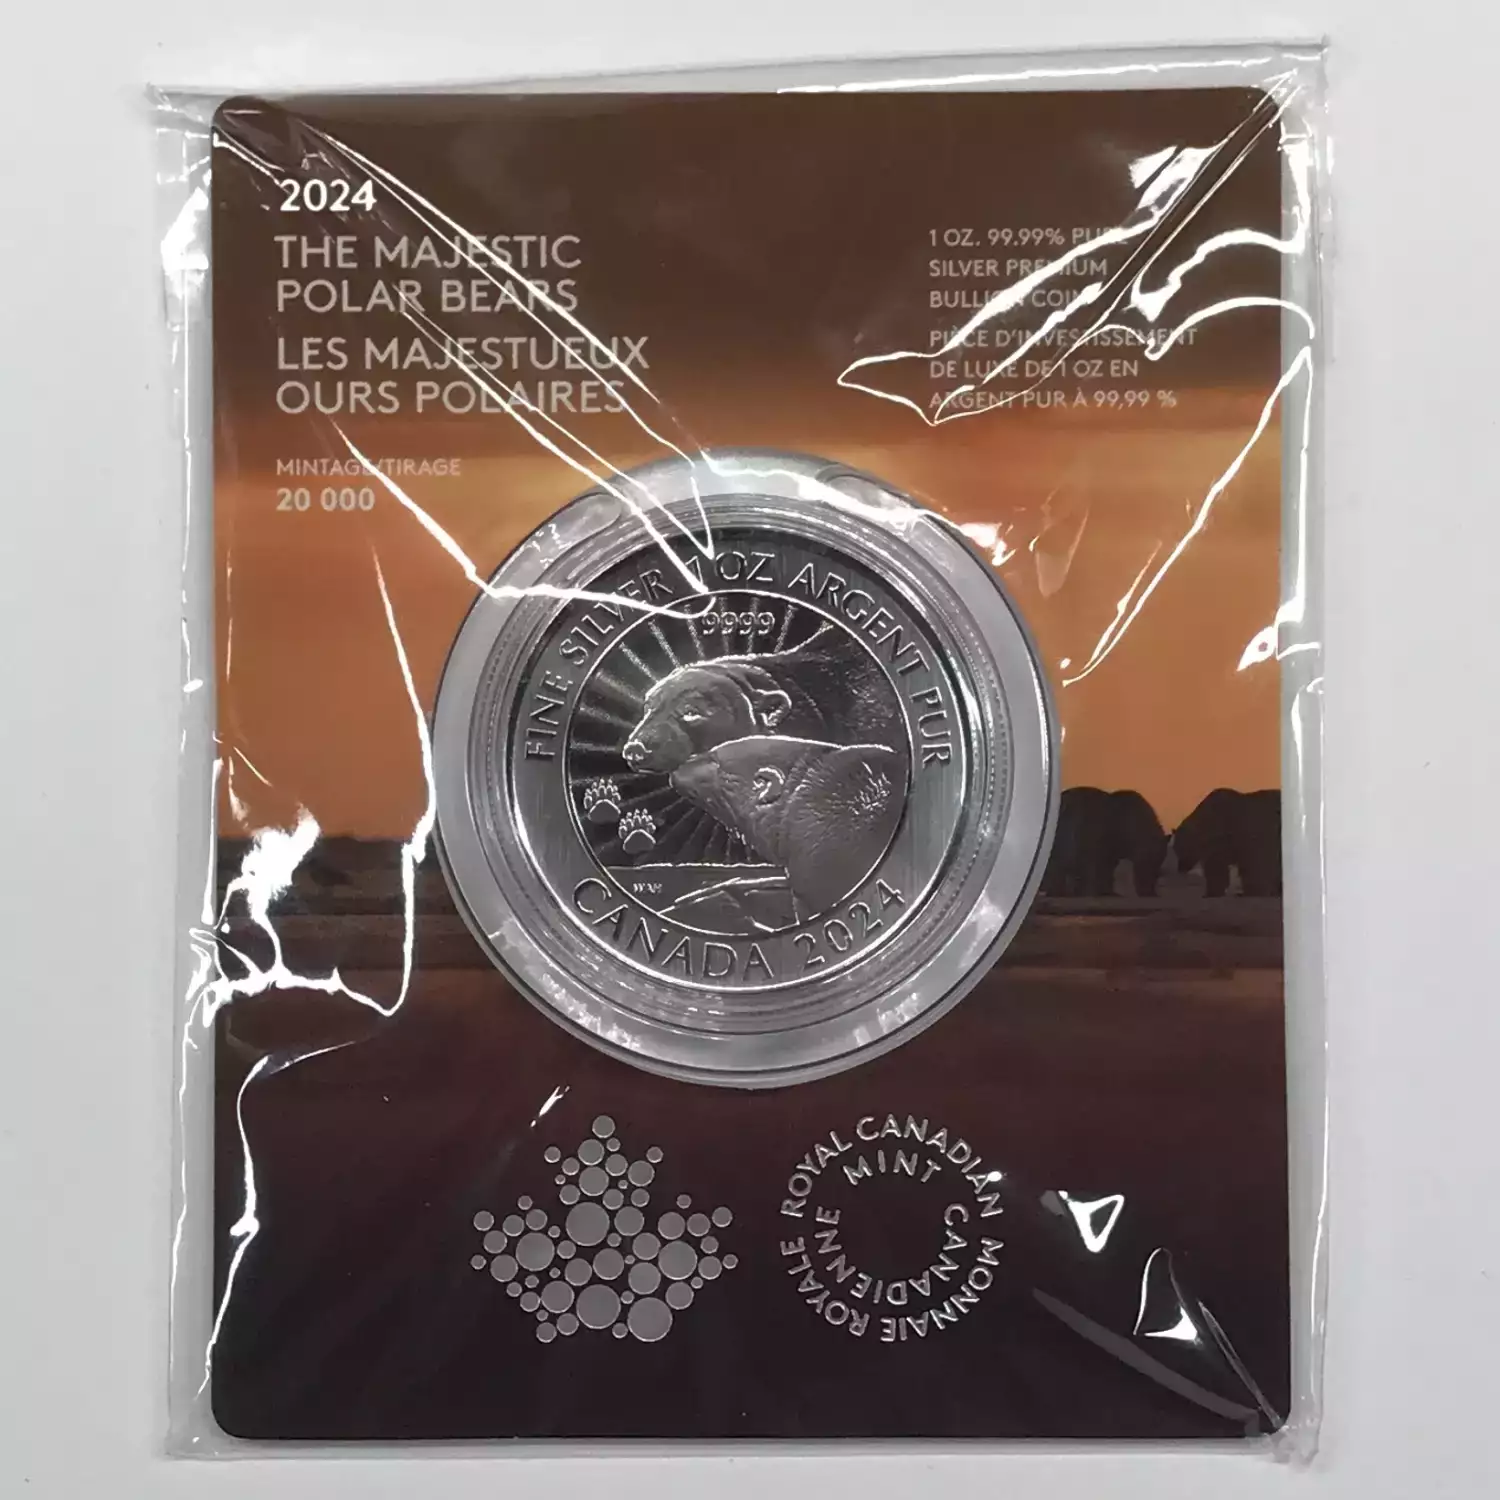 2024
THE MAJESTIC
POLAR BEARS
LES MAJESTUEUX
OURS POLAIRES
MINTAGE/TIRAGE
20 000
1 OZ. 99.99% PURE
SILVER PREMIUM
BULLION COIN
PIÈCE D'INVESTISSEMENT
DE LUXE DE 1 OZ EN
ARGENT PUR À 99,99 %
FINE SILVER 1 OZ ARGENT PUR
9999
WAH
CANADA 2024
ROYAL CANADIAN MINT
MONNAIE ROYALE CANADIENNE